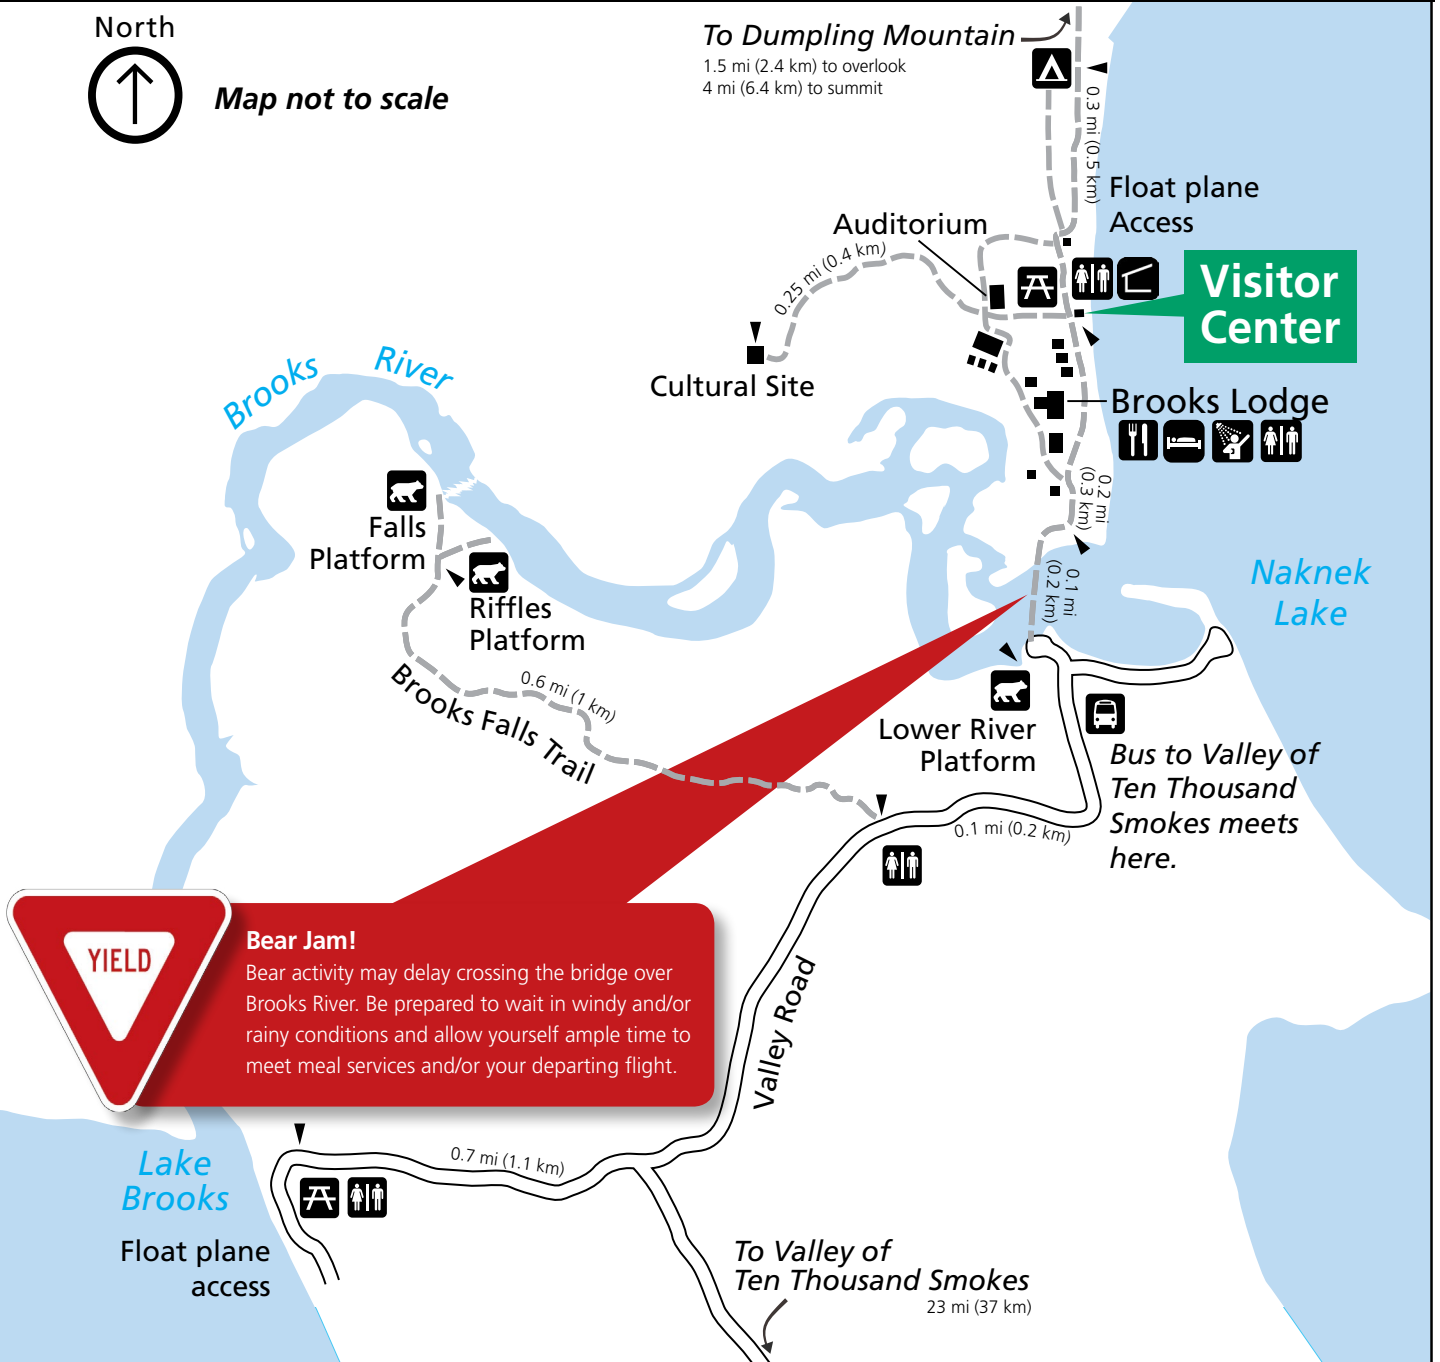 North
Map not to scale
To Dumpling Mountain
1.5 mi (2.4 km) to overlook
4 mi (6.4 km) to summit
0.3 mi (0.5 km)
Float plane
Access
Auditorium
0.25 mi (0.4 km)
Visitor
Center
Cultural Site
Brooks Lodge
Brooks River
0.2 mi
(0.3 km)
Falls
Platform
Riffles
Platform
0.1 mi
(0.2 km)
Naknek
Lake
Brooks Falls Trail
0.6 mi (1 km)
Lower River
Platform
Bus to Valley of
Ten Thousand
Smokes meets
here.
0.1 mi (0.2 km)
YIELD
Bear Jam!
Bear activity may delay crossing the bridge over
Brooks River. Be prepared to wait in windy and/or
rainy conditions and allow yourself ample time to
meet meal services and/or your departing flight.
Valley Road
0.7 mi (1.1 km)
Lake
Brooks
Float plane
access
To Valley of
Ten Thousand Smokes
23 mi (37 km)